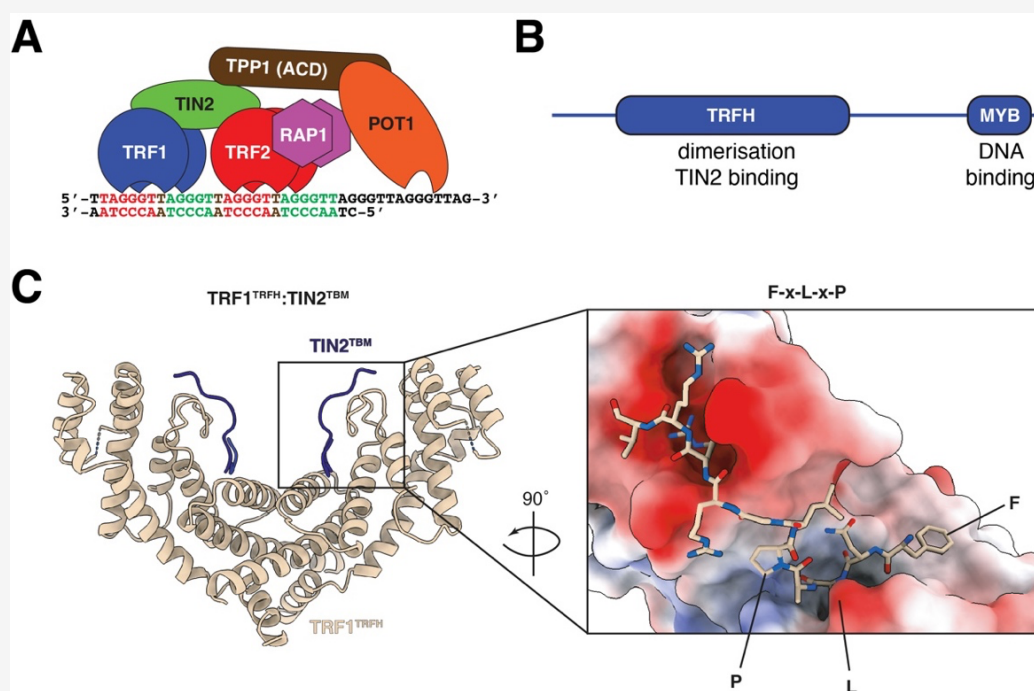 A
TPP1 (ACD)
TIN2
POT1
TRF1
TRF2
RAP1
5′-TTAGGGTTAGGGTTAGGGTTAGGGTTAGGGTTAGGGTTAG-3′
3′-AATCCCAATCCCAATCCCAATCCCAATC-5′
B
TRFH
MYB
dimerisation
TIN2 binding
DNA
binding
C
TRF1TRFH:TIN2TBM
TIN2TBM
TRF1TRFH
90°
F-x-L-x-P
F
P
L